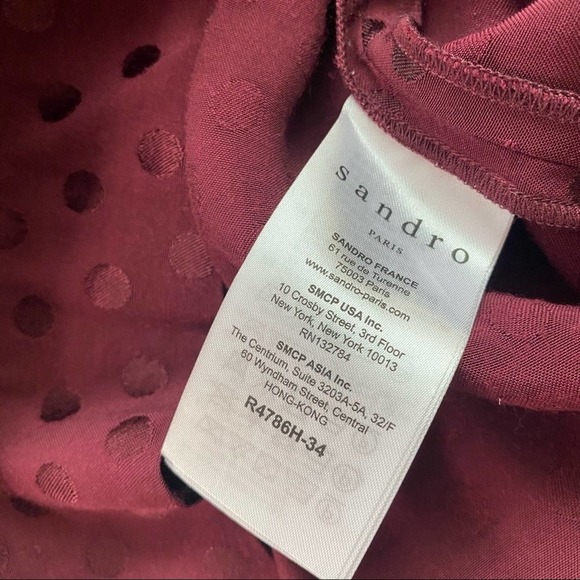 sandro
PARIS
SANDRO FRANCE
61 rue de Turenne
75003 Paris
www.sandro-paris.com
SMCP USA Inc.
10 Crosby Street, 3rd Floor
New York, New York 10013
RN132784
SMCP ASIA Inc.
The Centrium, Suite 3203A-5A, 32/F
60 Wyndham Street, Central
HONG-KONG
R4786H-34